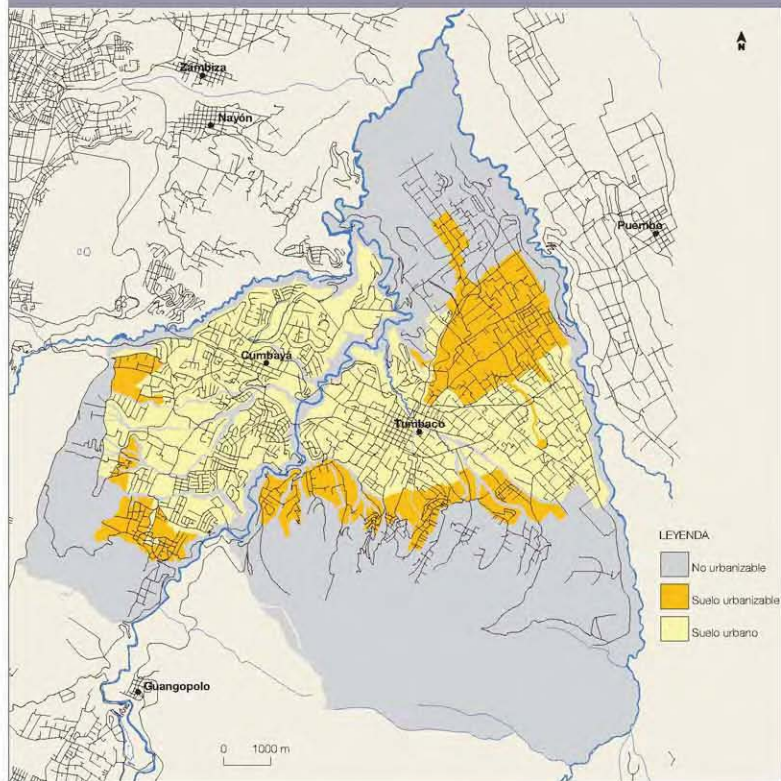 N
Zámbiza
Nayón
Puembo
Cumbayá
Tumbaco
LEYENDA
No urbanizable
Suelo urbanizable
Suelo urbano
Guangopolo
0 1000 m